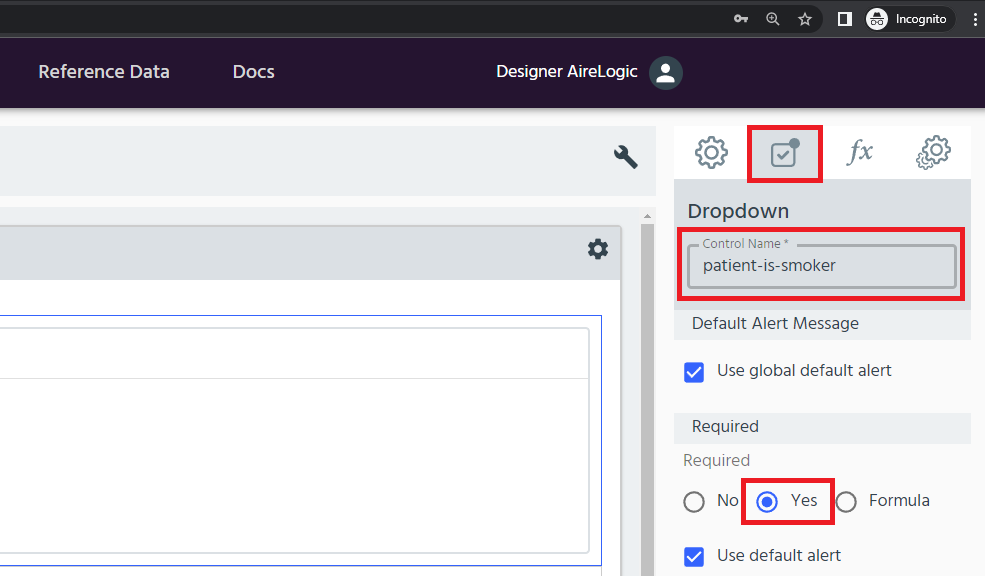 Incognito
Reference Data
Docs
Designer AireLogic
fx
Dropdown
Control Name *
patient-is-smoker
Default Alert Message
Use global default alert
Required
Required
No
Yes
Formula
Use default alert